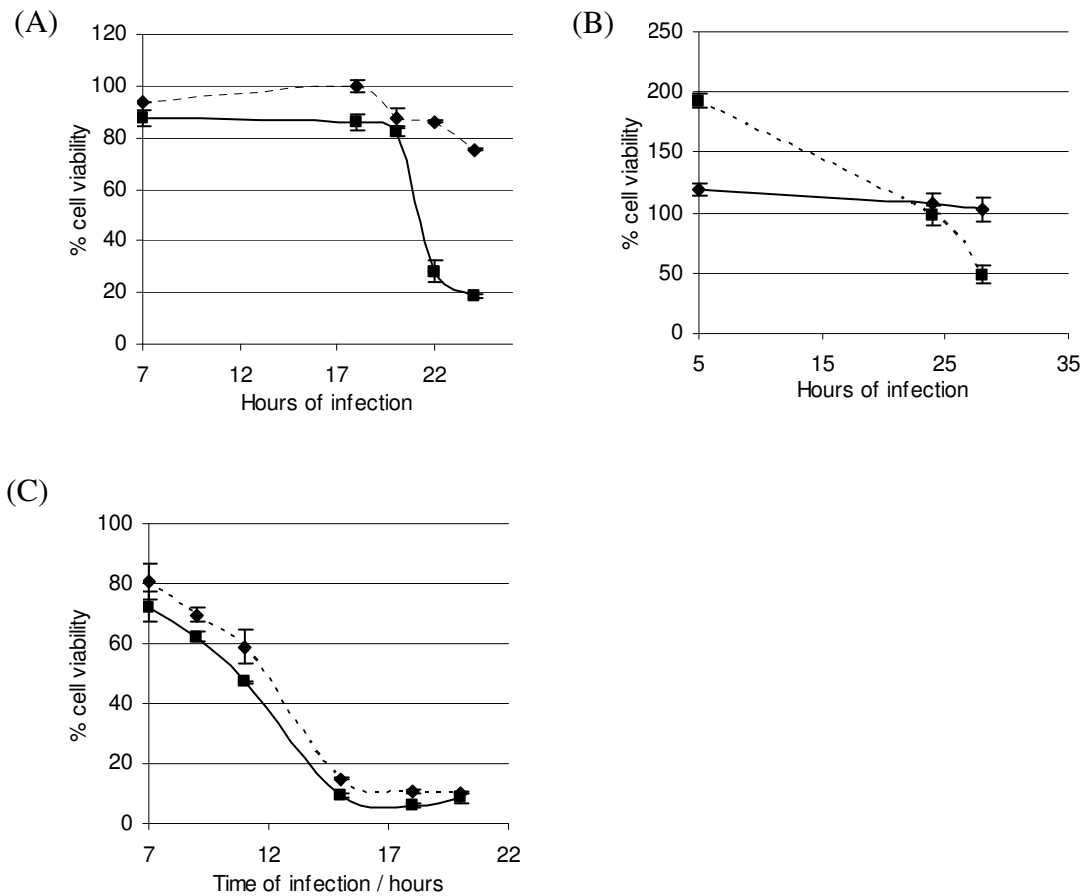 (A)
120
100
80
60
40
20
0
% cell viability
7 12 17 22
Hours of infection
(B)
250
200
150
100
50
0
% cell viability
5 15 25 35
Hours of infection
(C)
100
80
60
40
20
0
% cell viability
7 12 17 22
Time of infection / hours